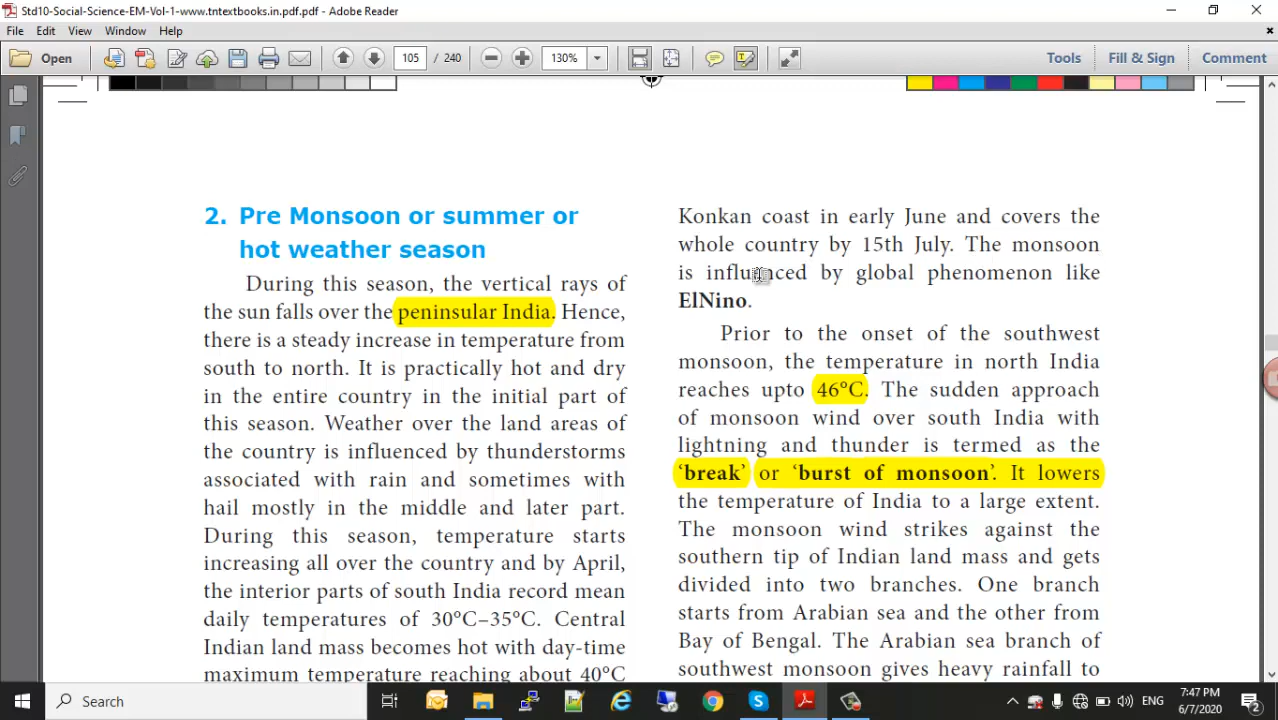 Std10-Social-Science-EM-Vol-1-www.tntextbooks.in.pdf.pdf - Adobe Reader
File Edit View Window Help
Open 105 / 240 130% Tools Fill & Sign Comment
2. Pre Monsoon or summer or
hot weather season
During this season, the vertical rays of
the sun falls over the peninsular India. Hence,
there is a steady increase in temperature from
south to north. It is practically hot and dry
in the entire country in the initial part of
this season. Weather over the land areas of
the country is influenced by thunderstorms
associated with rain and sometimes with
hail mostly in the middle and later part.
During this season, temperature starts
increasing all over the country and by April,
the interior parts of south India record mean
daily temperatures of 30°C–35°C. Central
Indian land mass becomes hot with day-time
maximum temperature reaching about 40°C
Konkan coast in early June and covers the
whole country by 15th July. The monsoon
is influenced by global phenomenon like
ElNino.
Prior to the onset of the southwest
monsoon, the temperature in north India
reaches upto 46°C. The sudden approach
of monsoon wind over south India with
lightning and thunder is termed as the
‘break’ or ‘burst of monsoon’. It lowers
the temperature of India to a large extent.
The monsoon wind strikes against the
southern tip of Indian land mass and gets
divided into two branches. One branch
starts from Arabian sea and the other from
Bay of Bengal. The Arabian sea branch of
southwest monsoon gives heavy rainfall to
Search
ENG
7:47 PM
6/7/2020
2